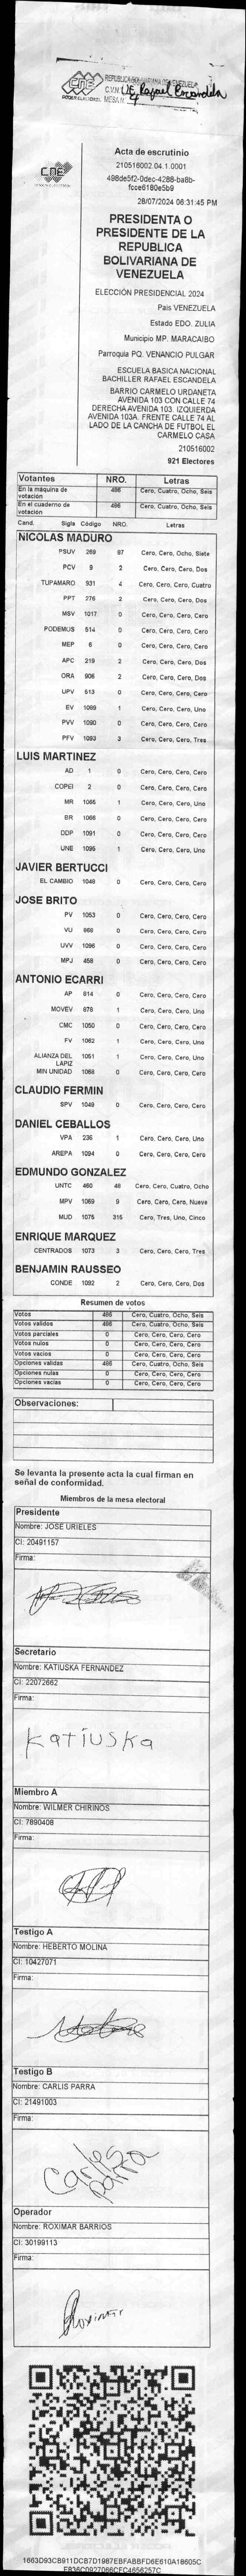 REPUBLICA BOLIVARIANA DE VENEZUELA
CNE
PODER ELECTORAL
C.V.N: U.E. Rafael Escandela
MESA N:
CNE
Acta de escrutinio
210516002.04.1.0001
498de5f2-0dec-4288-ba8b-
fcce6180e5b9
28/07/2024 06:31:45 PM
PRESIDENTA O
PRESIDENTE DE LA
REPUBLICA
BOLIVARIANA DE
VENEZUELA
ELECCIÓN PRESIDENCIAL 2024
País VENEZUELA
Estado EDO. ZULIA
Municipio MP. MARACAIBO
Parroquia PQ. VENANCIO PULGAR
ESCUELA BASICA NACIONAL
BACHILLER RAFAEL ESCANDELA
BARRIO CARMELO URDANETA
AVENIDA 103 CON CALLE 74
DERECHA AVENIDA 103. IZQUIERDA
AVENIDA 103A. FRENTE CALLE 74 AL
LADO DE LA CANCHA DE FUTBOL EL
CARMELO CASA
210516002
921 Electores
Votantes NRO. Letras
En la máquina de votación 486 Cero, Cuatro, Ocho, Seis
En el cuaderno de votación 486 Cero, Cuatro, Ocho, Seis
Cand. Sigla Código NRO. Letras
NICOLAS MADURO
PSUV 269 87 Cero, Cero, Ocho, Siete
PCV 9 2 Cero, Cero, Cero, Dos
TUPAMARO 931 4 Cero, Cero, Cero, Cuatro
PPT 276 2 Cero, Cero, Cero, Dos
MSV 1017 0 Cero, Cero, Cero, Cero
PODEMOS 514 0 Cero, Cero, Cero, Cero
MEP 6 0 Cero, Cero, Cero, Cero
APC 219 2 Cero, Cero, Cero, Dos
ORA 906 2 Cero, Cero, Cero, Dos
UPV 513 0 Cero, Cero, Cero, Cero
EV 1089 1 Cero, Cero, Cero, Uno
PVV 1090 0 Cero, Cero, Cero, Cero
PFV 1093 3 Cero, Cero, Cero, Tres
LUIS MARTINEZ
AD 1 0 Cero, Cero, Cero, Cero
COPEI 2 0 Cero, Cero, Cero, Cero
MR 1065 1 Cero, Cero, Cero, Uno
BR 1066 0 Cero, Cero, Cero, Cero
DDP 1091 0 Cero, Cero, Cero, Cero
UNE 1095 1 Cero, Cero, Cero, Uno
JAVIER BERTUCCI
EL CAMBIO 1046 0 Cero, Cero, Cero, Cero
JOSE BRITO
PV 1053 0 Cero, Cero, Cero, Cero
VU 668 0 Cero, Cero, Cero, Cero
UVV 1096 0 Cero, Cero, Cero, Cero
MPJ 458 0 Cero, Cero, Cero, Cero
ANTONIO ECARRI
AP 814 0 Cero, Cero, Cero, Cero
MOVEV 878 1 Cero, Cero, Cero, Uno
CMC 1050 0 Cero, Cero, Cero, Cero
FV 1062 1 Cero, Cero, Cero, Uno
ALIANZA DEL LAPIZ 1051 1 Cero, Cero, Cero, Uno
MIN UNIDAD 1068 0 Cero, Cero, Cero, Cero
CLAUDIO FERMIN
SPV 1049 0 Cero, Cero, Cero, Cero
DANIEL CEBALLOS
VPA 236 1 Cero, Cero, Cero, Uno
AREPA 1094 0 Cero, Cero, Cero, Cero
EDMUNDO GONZALEZ
UNTC 460 48 Cero, Cero, Cuatro, Ocho
MPV 1069 9 Cero, Cero, Cero, Nueve
MUD 1075 315 Cero, Tres, Uno, Cinco
ENRIQUE MARQUEZ
CENTRADOS 1073 3 Cero, Cero, Cero, Tres
BENJAMIN RAUSSEO
CONDE 1082 2 Cero, Cero, Cero, Dos
Resumen de votos
Votos 486 Cero, Cuatro, Ocho, Seis
Votos validos 486 Cero, Cuatro, Ocho, Seis
Votos parciales 0 Cero, Cero, Cero, Cero
Votos nulos 0 Cero, Cero, Cero, Cero
Votos vacios 0 Cero, Cero, Cero, Cero
Opciones validas 486 Cero, Cuatro, Ocho, Seis
Opciones nulas 0 Cero, Cero, Cero, Cero
Opciones vacias 0 Cero, Cero, Cero, Cero
Observaciones:
Se levanta la presente acta la cual firman en
señal de conformidad.
Miembros de la mesa electoral
Presidente
Nombre: JOSE URIELES
CI: 20491157
Firma:
Secretario
Nombre: KATIUSKA FERNANDEZ
CI: 22072662
Firma:
Katiuska
Miembro A
Nombre: WILMER CHIRINOS
CI: 7890408
Firma:
Testigo A
Nombre: HEBERTO MOLINA
CI: 10427071
Firma:
Testigo B
Nombre: CARLIS PARRA
CI: 21491003
Firma:
Carlis
parra
Operador
Nombre: ROXIMAR BARRIOS
CI: 30199113
Firma:
Roximar
1663D93CB911DCB7D1967EBFABBFD6E610A18605C
EB36C0927066CFC4656257C